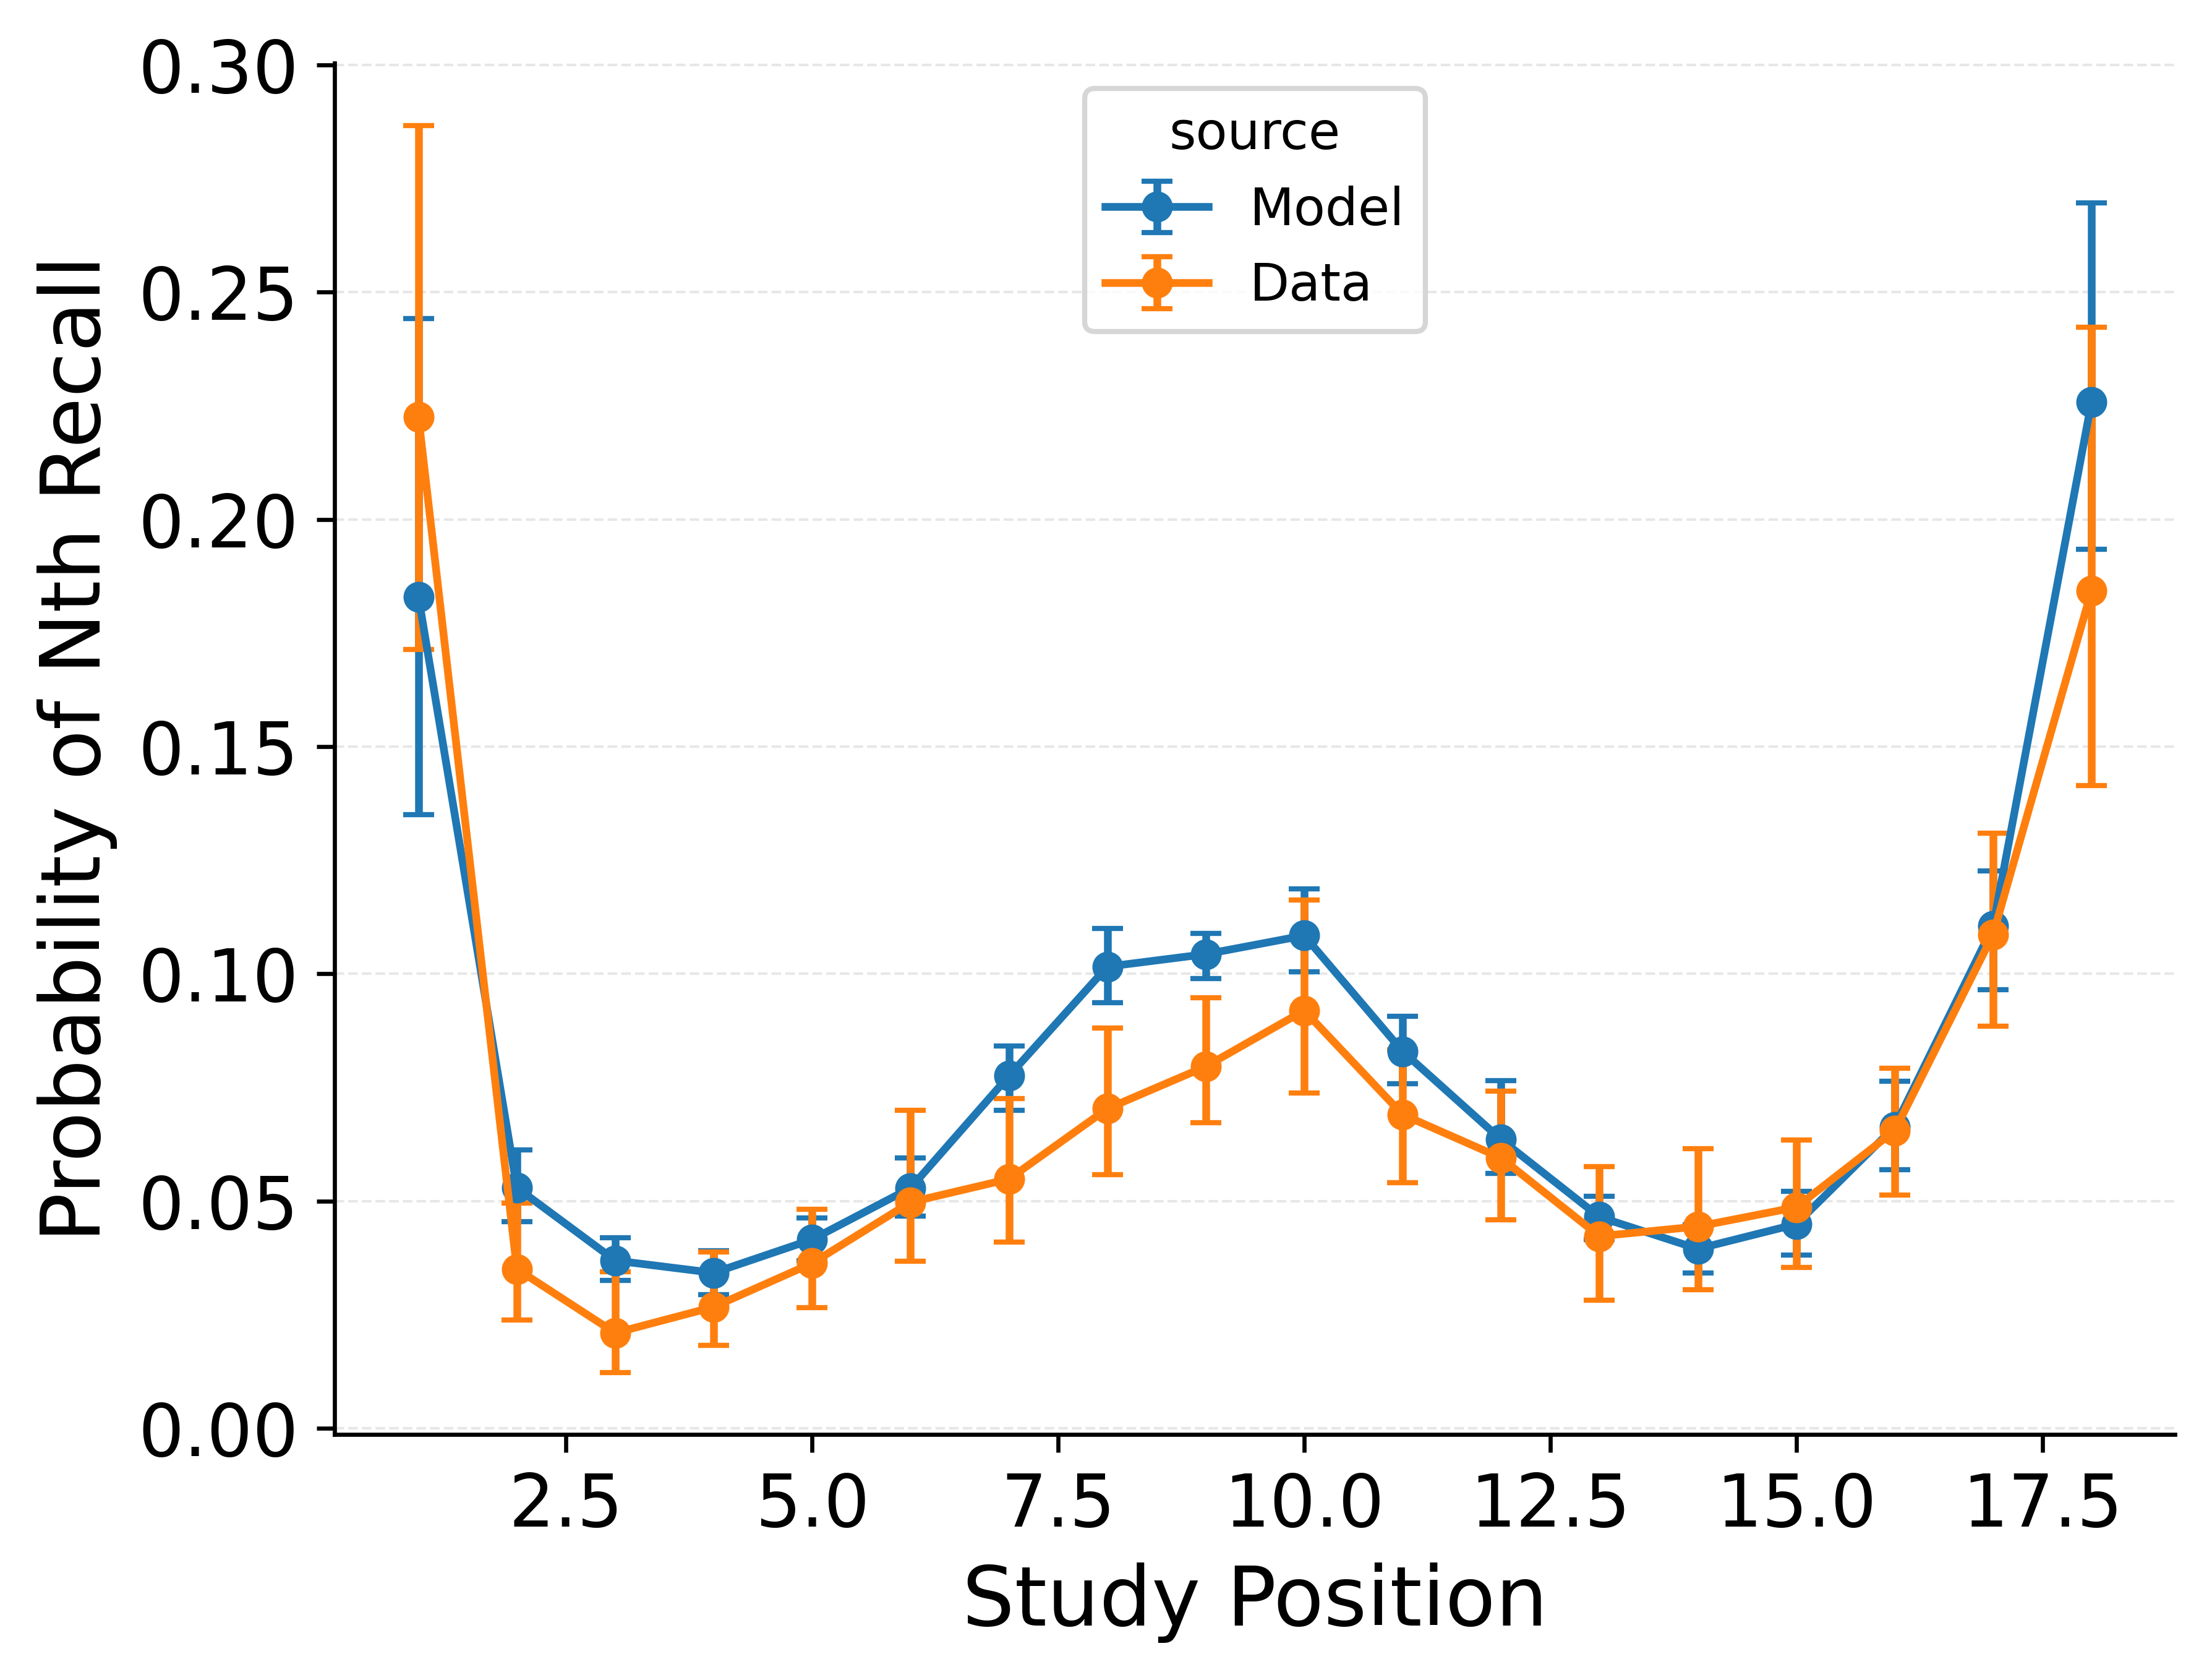 Probability of Nth Recall
0.30
0.25
0.20
0.15
0.10
0.05
0.00
source
Model
Data
2.5 5.0 7.5 10.0 12.5 15.0 17.5
Study Position